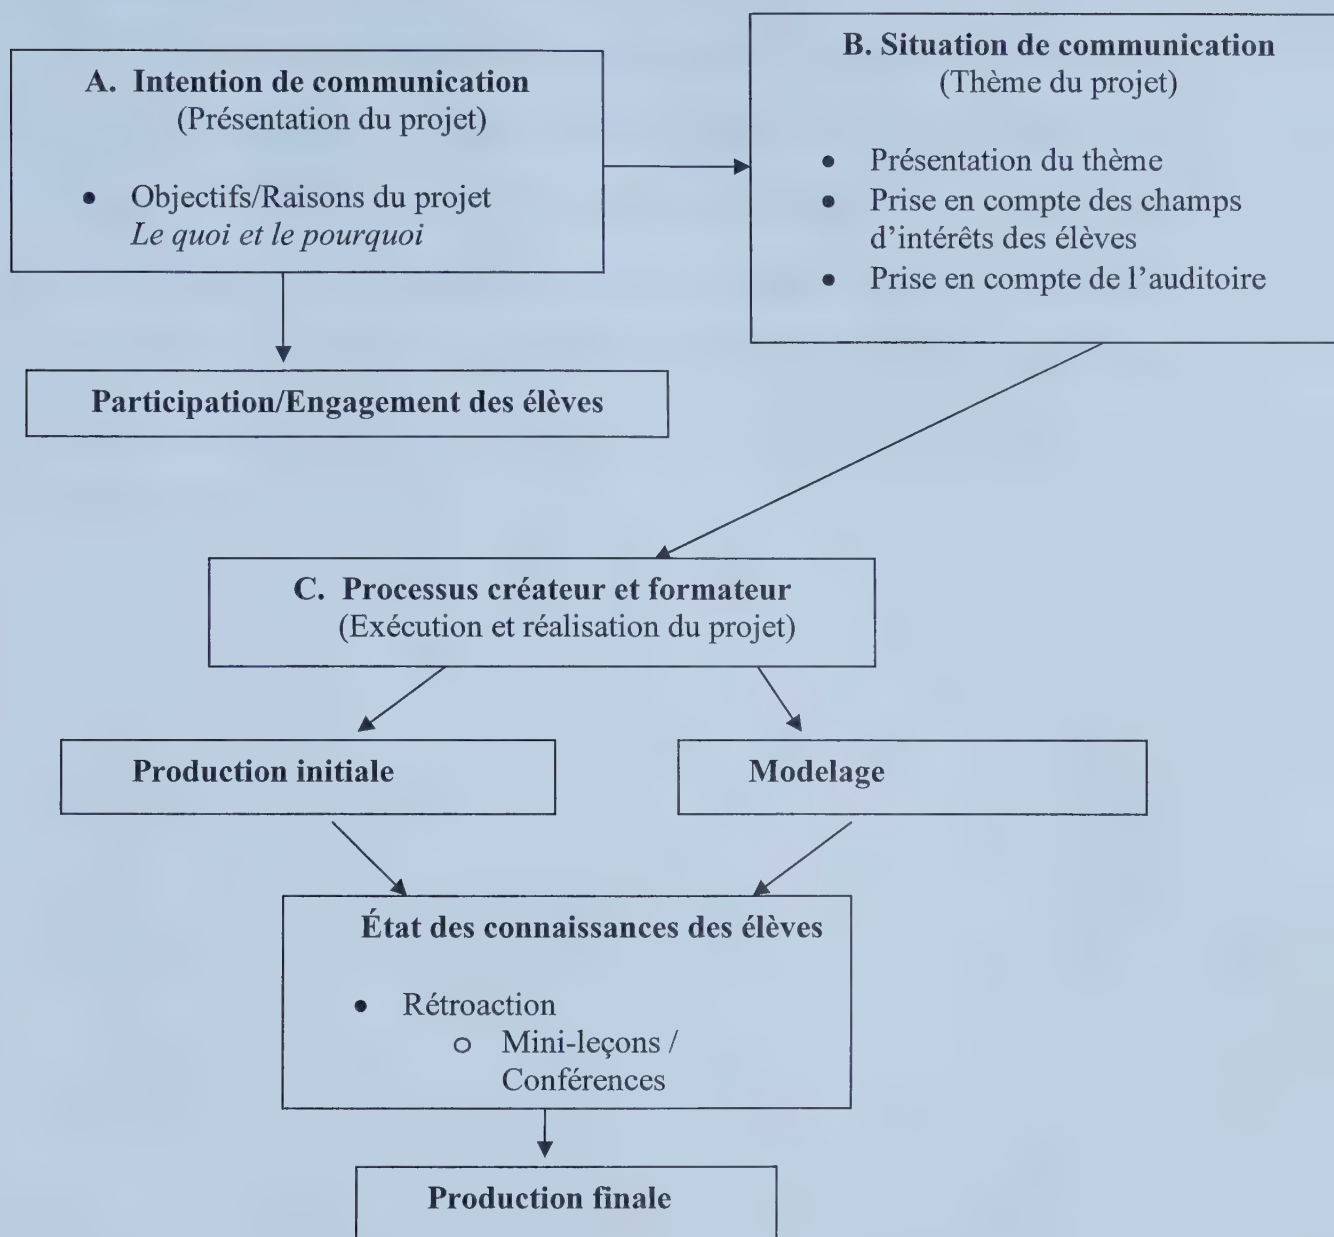 A. Intention de communication
(Présentation du projet)
• Objectifs/Raisons du projet
Le quoi et le pourquoi
B. Situation de communication
(Thème du projet)
• Présentation du thème
• Prise en compte des champs
d’intérêts des élèves
• Prise en compte de l’auditoire
Participation/Engagement des élèves
C. Processus créateur et formateur
(Exécution et réalisation du projet)
Production initiale
Modelage
État des connaissances des élèves
• Rétroaction
o Mini-leçons /
Conférences
Production finale